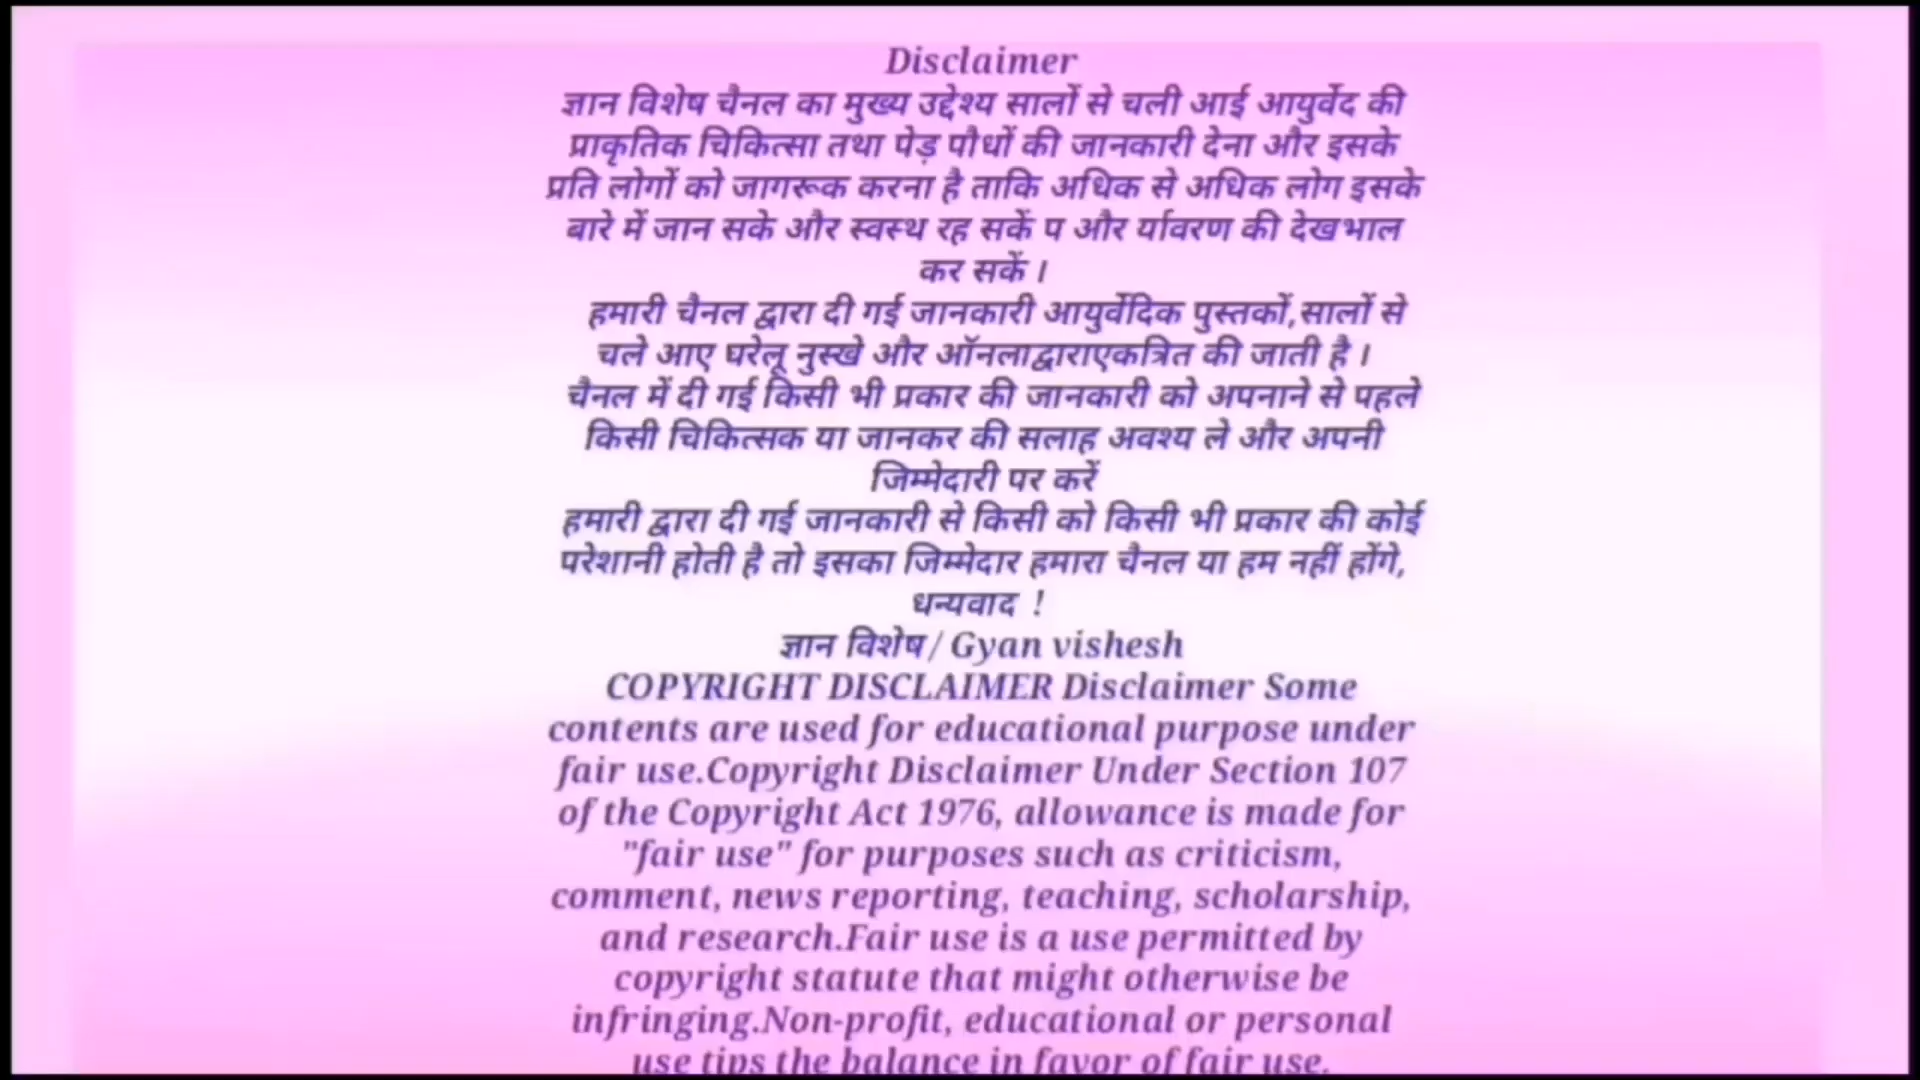 Disclaimer
ज्ञान विशेष चैनल का मुख्य उद्देश्य सालों से चली आई आयुर्वेद की
प्राकृतिक चिकित्सा तथा पेड़ पौधों की जानकारी देना और इसके
प्रति लोगों को जागरूक करना है ताकि अधिक से अधिक लोग इसके
बारे में जान सके और स्वस्थ रह सकें प और र्यावरण की देखभाल
कर सकें ।
हमारी चैनल द्वारा दी गई जानकारी आयुर्वेदिक पुस्तकों,सालों से
चले आए घरेलू नुस्खे और ऑनलाद्वाराएकत्रित की जाती है ।
चैनल में दी गई किसी भी प्रकार की जानकारी को अपनाने से पहले
किसी चिकित्सक या जानकर की सलाह अवश्य ले और अपनी
जिम्मेदारी पर करें
हमारी द्वारा दी गई जानकारी से किसी को किसी भी प्रकार की कोई
परेशानी होती है तो इसका जिम्मेदार हमारा चैनल या हम नहीं होंगे,
धन्यवाद !
ज्ञान विशेष/ Gyan vishesh
COPYRIGHT DISCLAIMER Disclaimer Some
contents are used for educational purpose under
fair use.Copyright Disclaimer Under Section 107
of the Copyright Act 1976, allowance is made for
"fair use" for purposes such as criticism,
comment, news reporting, teaching, scholarship,
and research.Fair use is a use permitted by
copyright statute that might otherwise be
infringing.Non-profit, educational or personal
use tips the balance in favor of fair use.